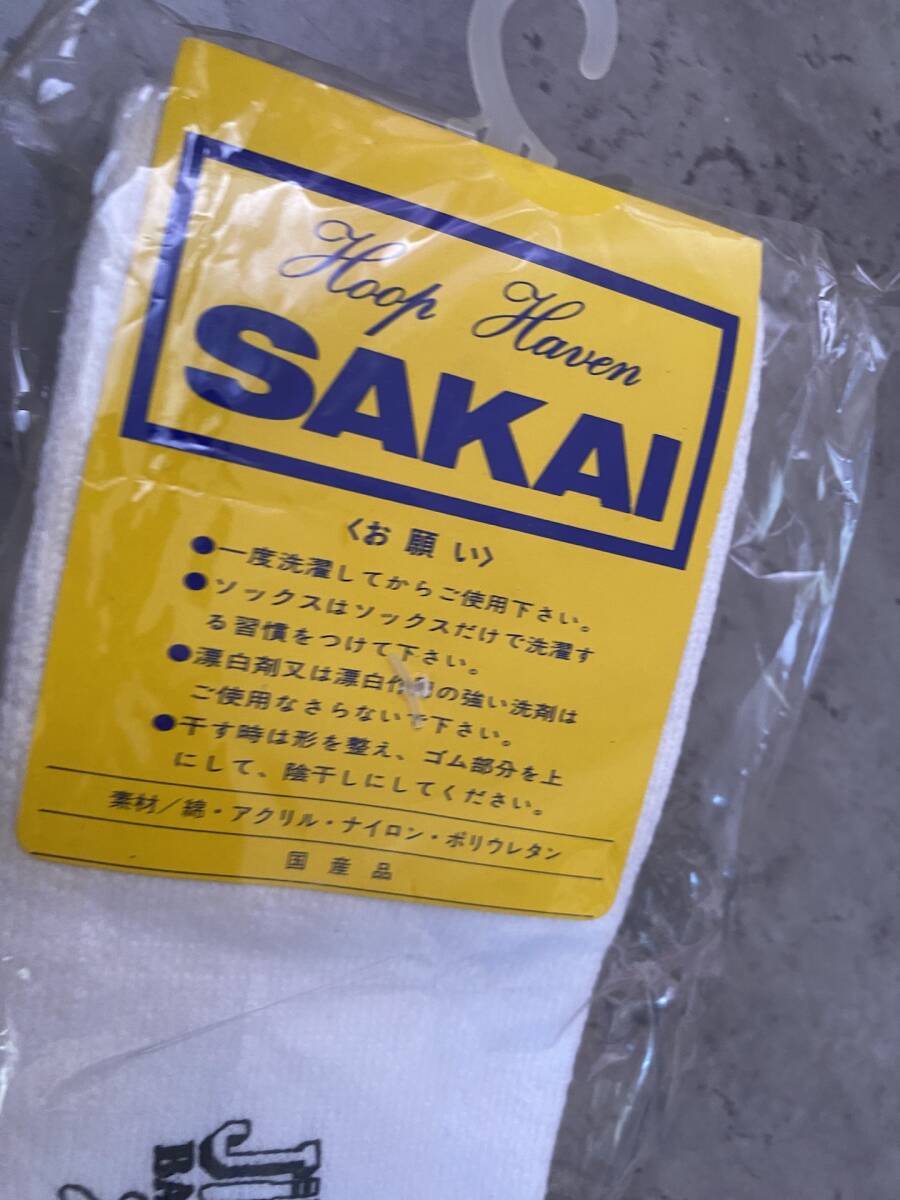 Hoop Haven
SAKAI
〈お願い〉
●一度洗濯してからご使用下さい。
●ソックスはソックスだけで洗濯す
る習慣をつけて下さい。
●漂白剤又は漂白作用の強い洗剤は
ご使用なさらないで下さい。
●干す時は形を整え、ゴム部分を上
にして、陰干しにしてください。
素材／綿・アクリル・ナイロン・ポリウレタン
国産品